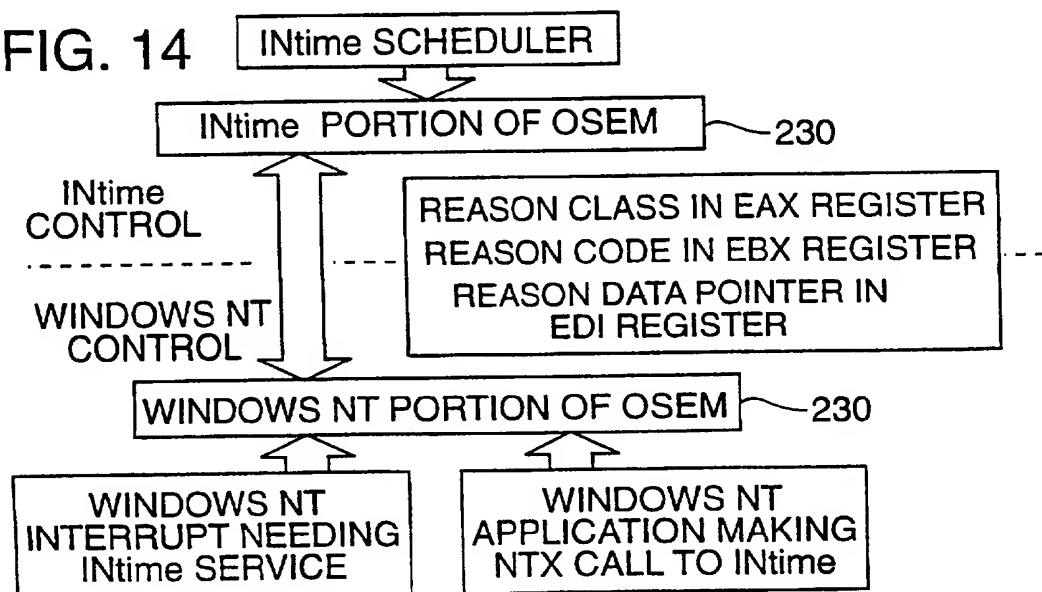 FIG. 14
INtime SCHEDULER
INtime PORTION OF OSEM
230
INtime
CONTROL
REASON CLASS IN EAX REGISTER
REASON CODE IN EBX REGISTER
REASON DATA POINTER IN
EDI REGISTER
WINDOWS NT
CONTROL
WINDOWS NT PORTION OF OSEM
230
WINDOWS NT
INTERRUPT NEEDING
INtime SERVICE
WINDOWS NT
APPLICATION MAKING
NTX CALL TO INtime